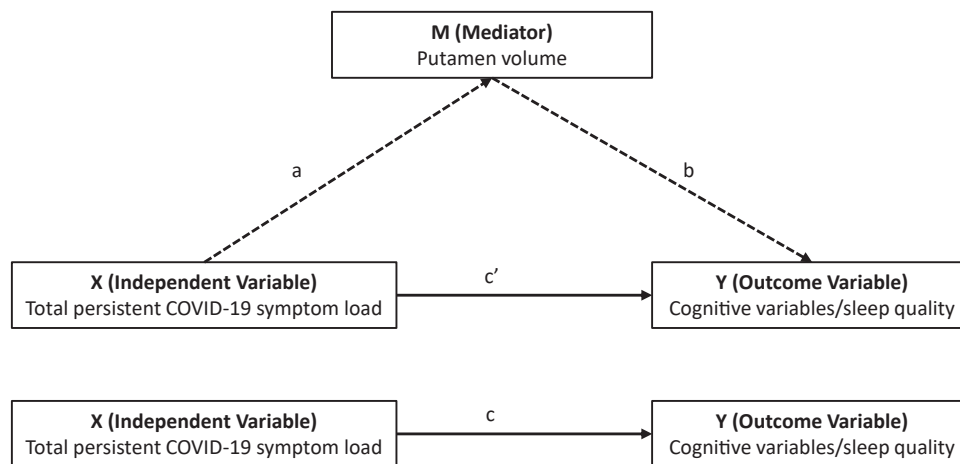 M (Mediator)
Putamen volume
a
b
X (Independent Variable)
Total persistent COVID-19 symptom load
c’
Y (Outcome Variable)
Cognitive variables/sleep quality
X (Independent Variable)
Total persistent COVID-19 symptom load
c
Y (Outcome Variable)
Cognitive variables/sleep quality